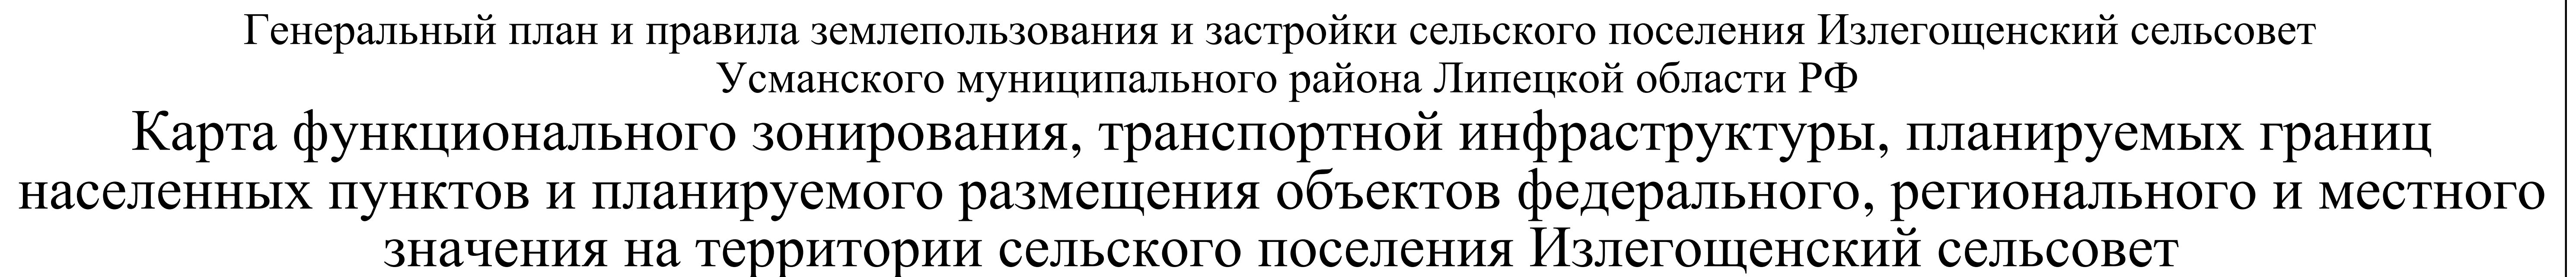 Генеральный план и правила землепользования и застройки сельского поселения Излегощенский сельсовет
Усманского муниципального района Липецкой области РФ
Карта функционального зонирования, транспортной инфраструктуры, планируемых границ
населенных пунктов и планируемого размещения объектов федерального, регионального и местного
значения на территории сельского поселения Излегощенский сельсовет